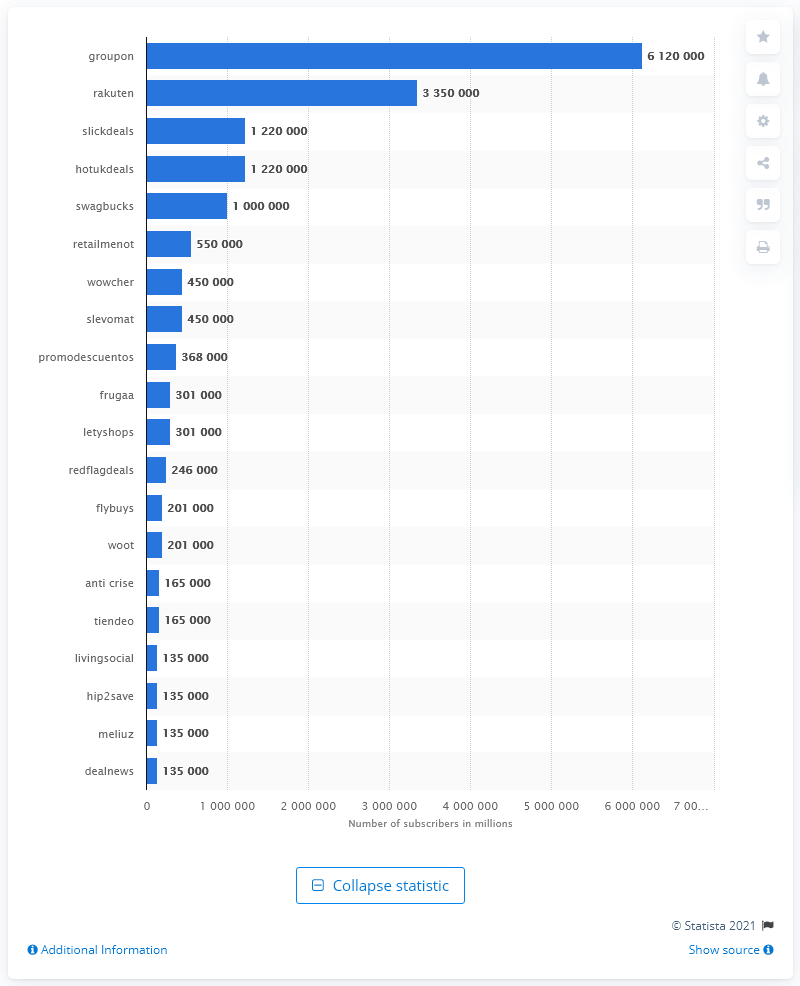 groupon 6 120 000
rakuten 3 350 000
slickdeals 1 220 000
hotukdeals 1 220 000
swagbucks 1 000 000
retailmenot 550 000
wowcher 450 000
slevomat 450 000
promodescuentos 368 000
frugaa 301 000
letyshops 301 000
redflagdeals 246 000
flybuys 201 000
woot 201 000
anti crise 165 000
tiendeo 165 000
livingsocial 135 000
hip2save 135 000
meliuz 135 000
dealnews 135 000
0 1 000 000 2 000 000 3 000 000 4 000 000 5 000 000 6 000 000 7 00...
Number of subscribers in millions
Collapse statistic
© Statista 2021
Additional Information Show source